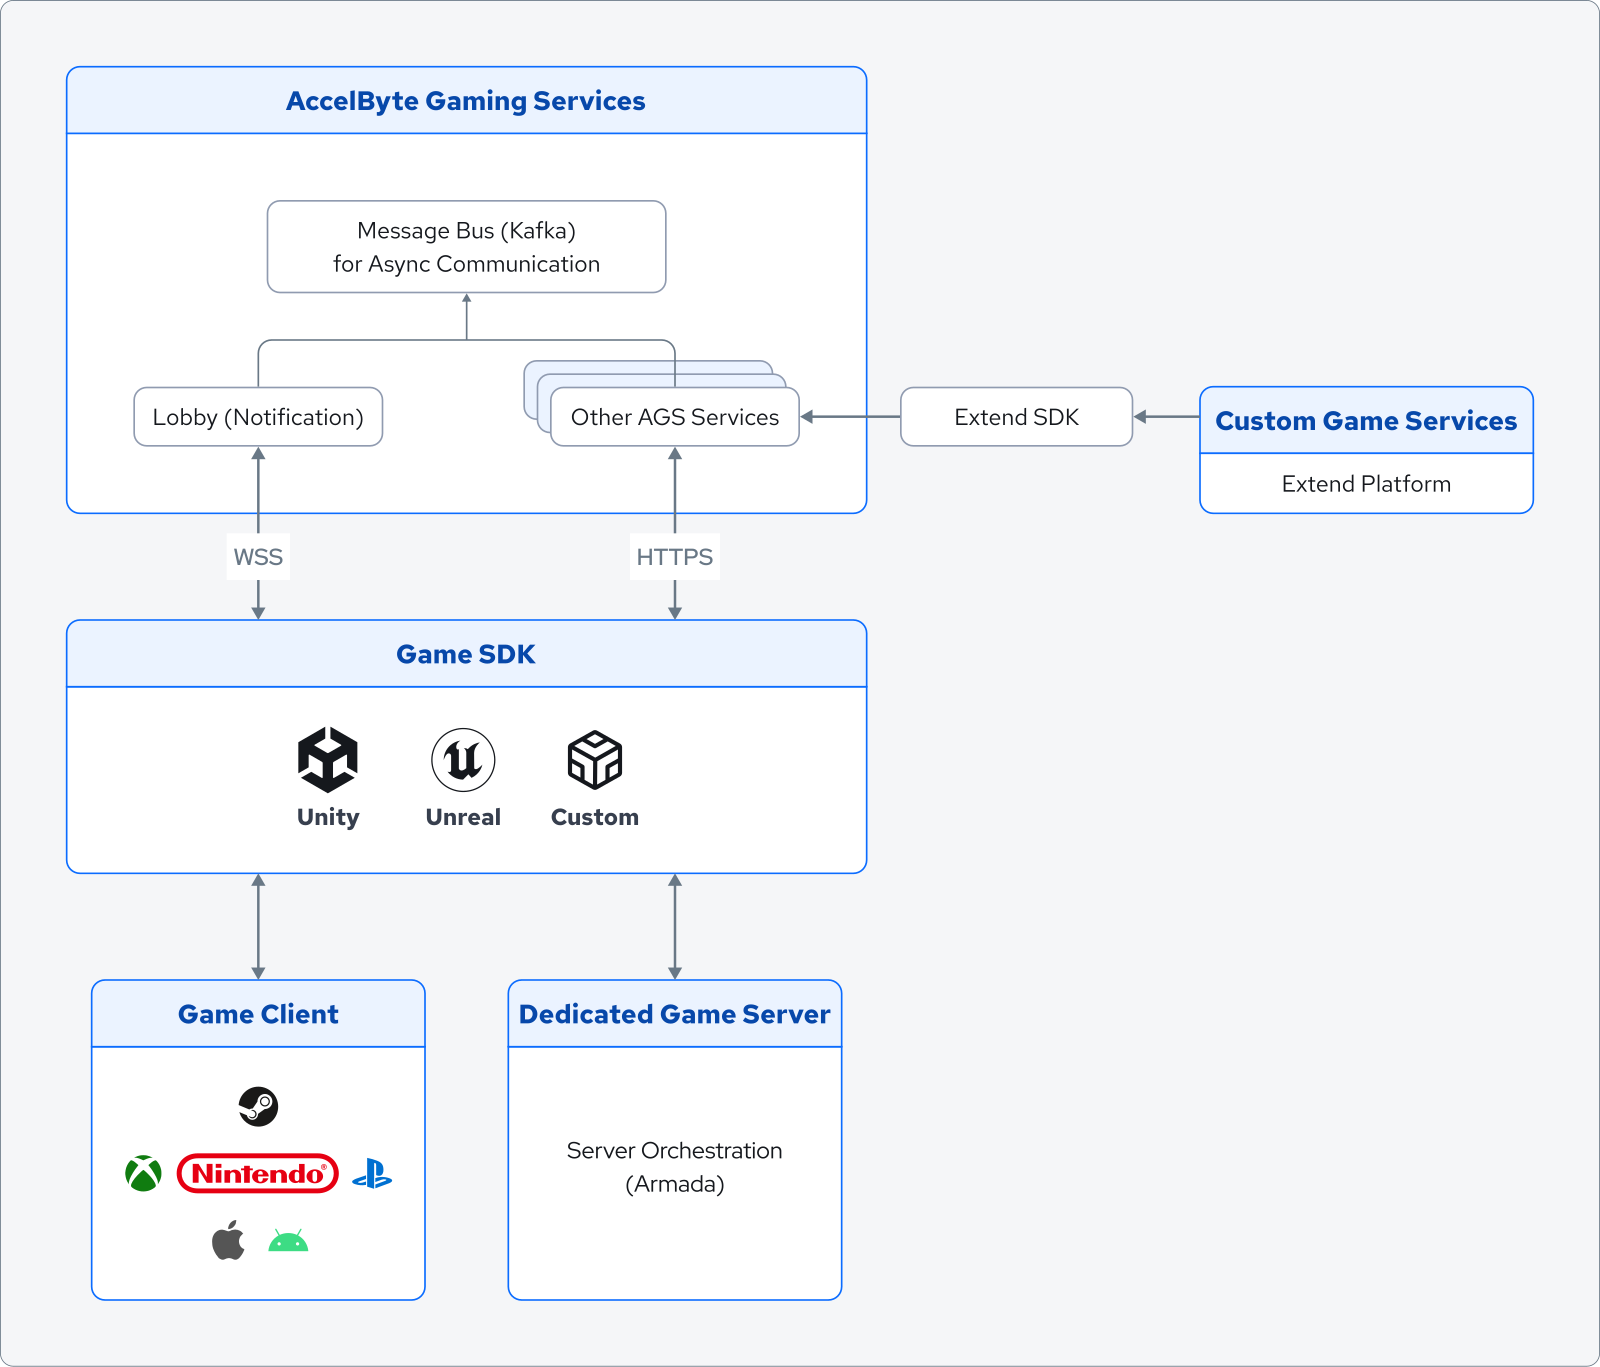 AccelByte Gaming Services
Message Bus (Kafka)
for Async Communication
Lobby (Notification)
Other AGS Services
Extend SDK
Custom Game Services
Extend Platform
WSS
HTTPS
Game SDK
Unity
Unreal
Custom
Game Client
Dedicated Game Server
Nintendo®
Server Orchestration
(Armada)